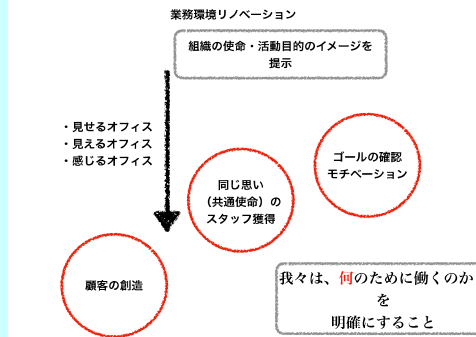 業務環境リノベーション
組織の使命・活動目的のイメージを
提示
・見せるオフィス
・見えるオフィス
・感じるオフィス
ゴールの確認
モチベーション
同じ思い
（共通使命）の
スタッフ獲得
顧客の創造
我々は、何のために働くのか
を
明確にすること